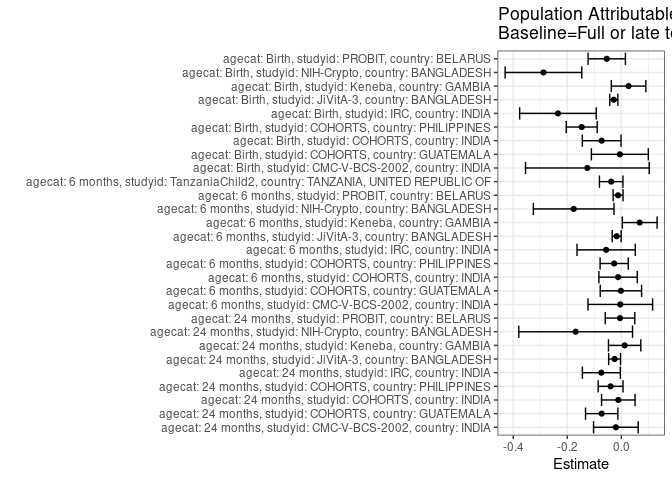 Population Attributable
Baseline=Full or late t
agecat: Birth, studyid: PROBIT, country: BELARUS
agecat: Birth, studyid: NIH-Crypto, country: BANGLADESH
agecat: Birth, studyid: Keneba, country: GAMBIA
agecat: Birth, studyid: JiVitA-3, country: BANGLADESH
agecat: Birth, studyid: IRC, country: INDIA
agecat: Birth, studyid: COHORTS, country: PHILIPPINES
agecat: Birth, studyid: COHORTS, country: INDIA
agecat: Birth, studyid: COHORTS, country: GUATEMALA
agecat: Birth, studyid: CMC-V-BCS-2002, country: INDIA
agecat: 6 months, studyid: TanzaniaChild2, country: TANZANIA, UNITED REPUBLIC OF
agecat: 6 months, studyid: PROBIT, country: BELARUS
agecat: 6 months, studyid: NIH-Crypto, country: BANGLADESH
agecat: 6 months, studyid: Keneba, country: GAMBIA
agecat: 6 months, studyid: JiVitA-3, country: BANGLADESH
agecat: 6 months, studyid: IRC, country: INDIA
agecat: 6 months, studyid: COHORTS, country: PHILIPPINES
agecat: 6 months, studyid: COHORTS, country: INDIA
agecat: 6 months, studyid: COHORTS, country: GUATEMALA
agecat: 6 months, studyid: CMC-V-BCS-2002, country: INDIA
agecat: 24 months, studyid: PROBIT, country: BELARUS
agecat: 24 months, studyid: NIH-Crypto, country: BANGLADESH
agecat: 24 months, studyid: Keneba, country: GAMBIA
agecat: 24 months, studyid: JiVitA-3, country: BANGLADESH
agecat: 24 months, studyid: IRC, country: INDIA
agecat: 24 months, studyid: COHORTS, country: PHILIPPINES
agecat: 24 months, studyid: COHORTS, country: INDIA
agecat: 24 months, studyid: COHORTS, country: GUATEMALA
agecat: 24 months, studyid: CMC-V-BCS-2002, country: INDIA
-0.4 -0.2 0.0
Estimate